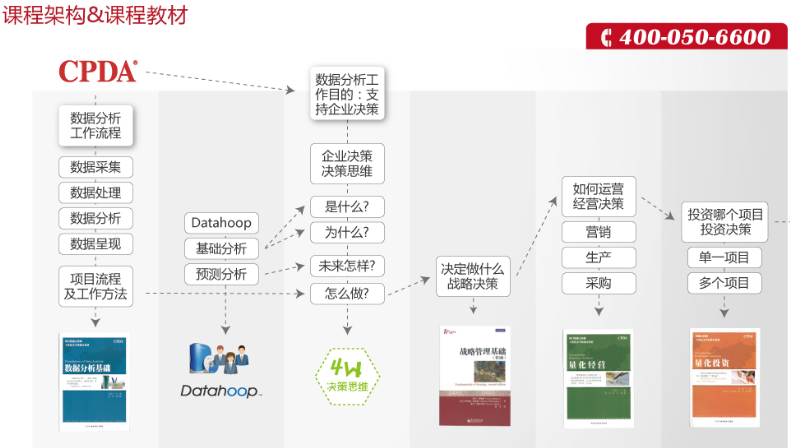 课程架构&课程教材
400-050-6600
CPDA®
数据分析
工作流程
数据采集
数据处理
数据分析
数据呈现
项目流程
及工作方法
CPDA
数据分析基础
Datahoop
基础分析
预测分析
Datahoop™
数据分析工
作目的：支
持企业决策
企业决策
决策思维
是什么?
为什么?
未来怎样?
怎么做?
4W
决策思维
决定做什么
战略决策
战略管理基础
如何运营
经营决策
营销
生产
采购
CPDA
量化经营
投资哪个项目
投资决策
单一项目
多个项目
CPDA
量化投资